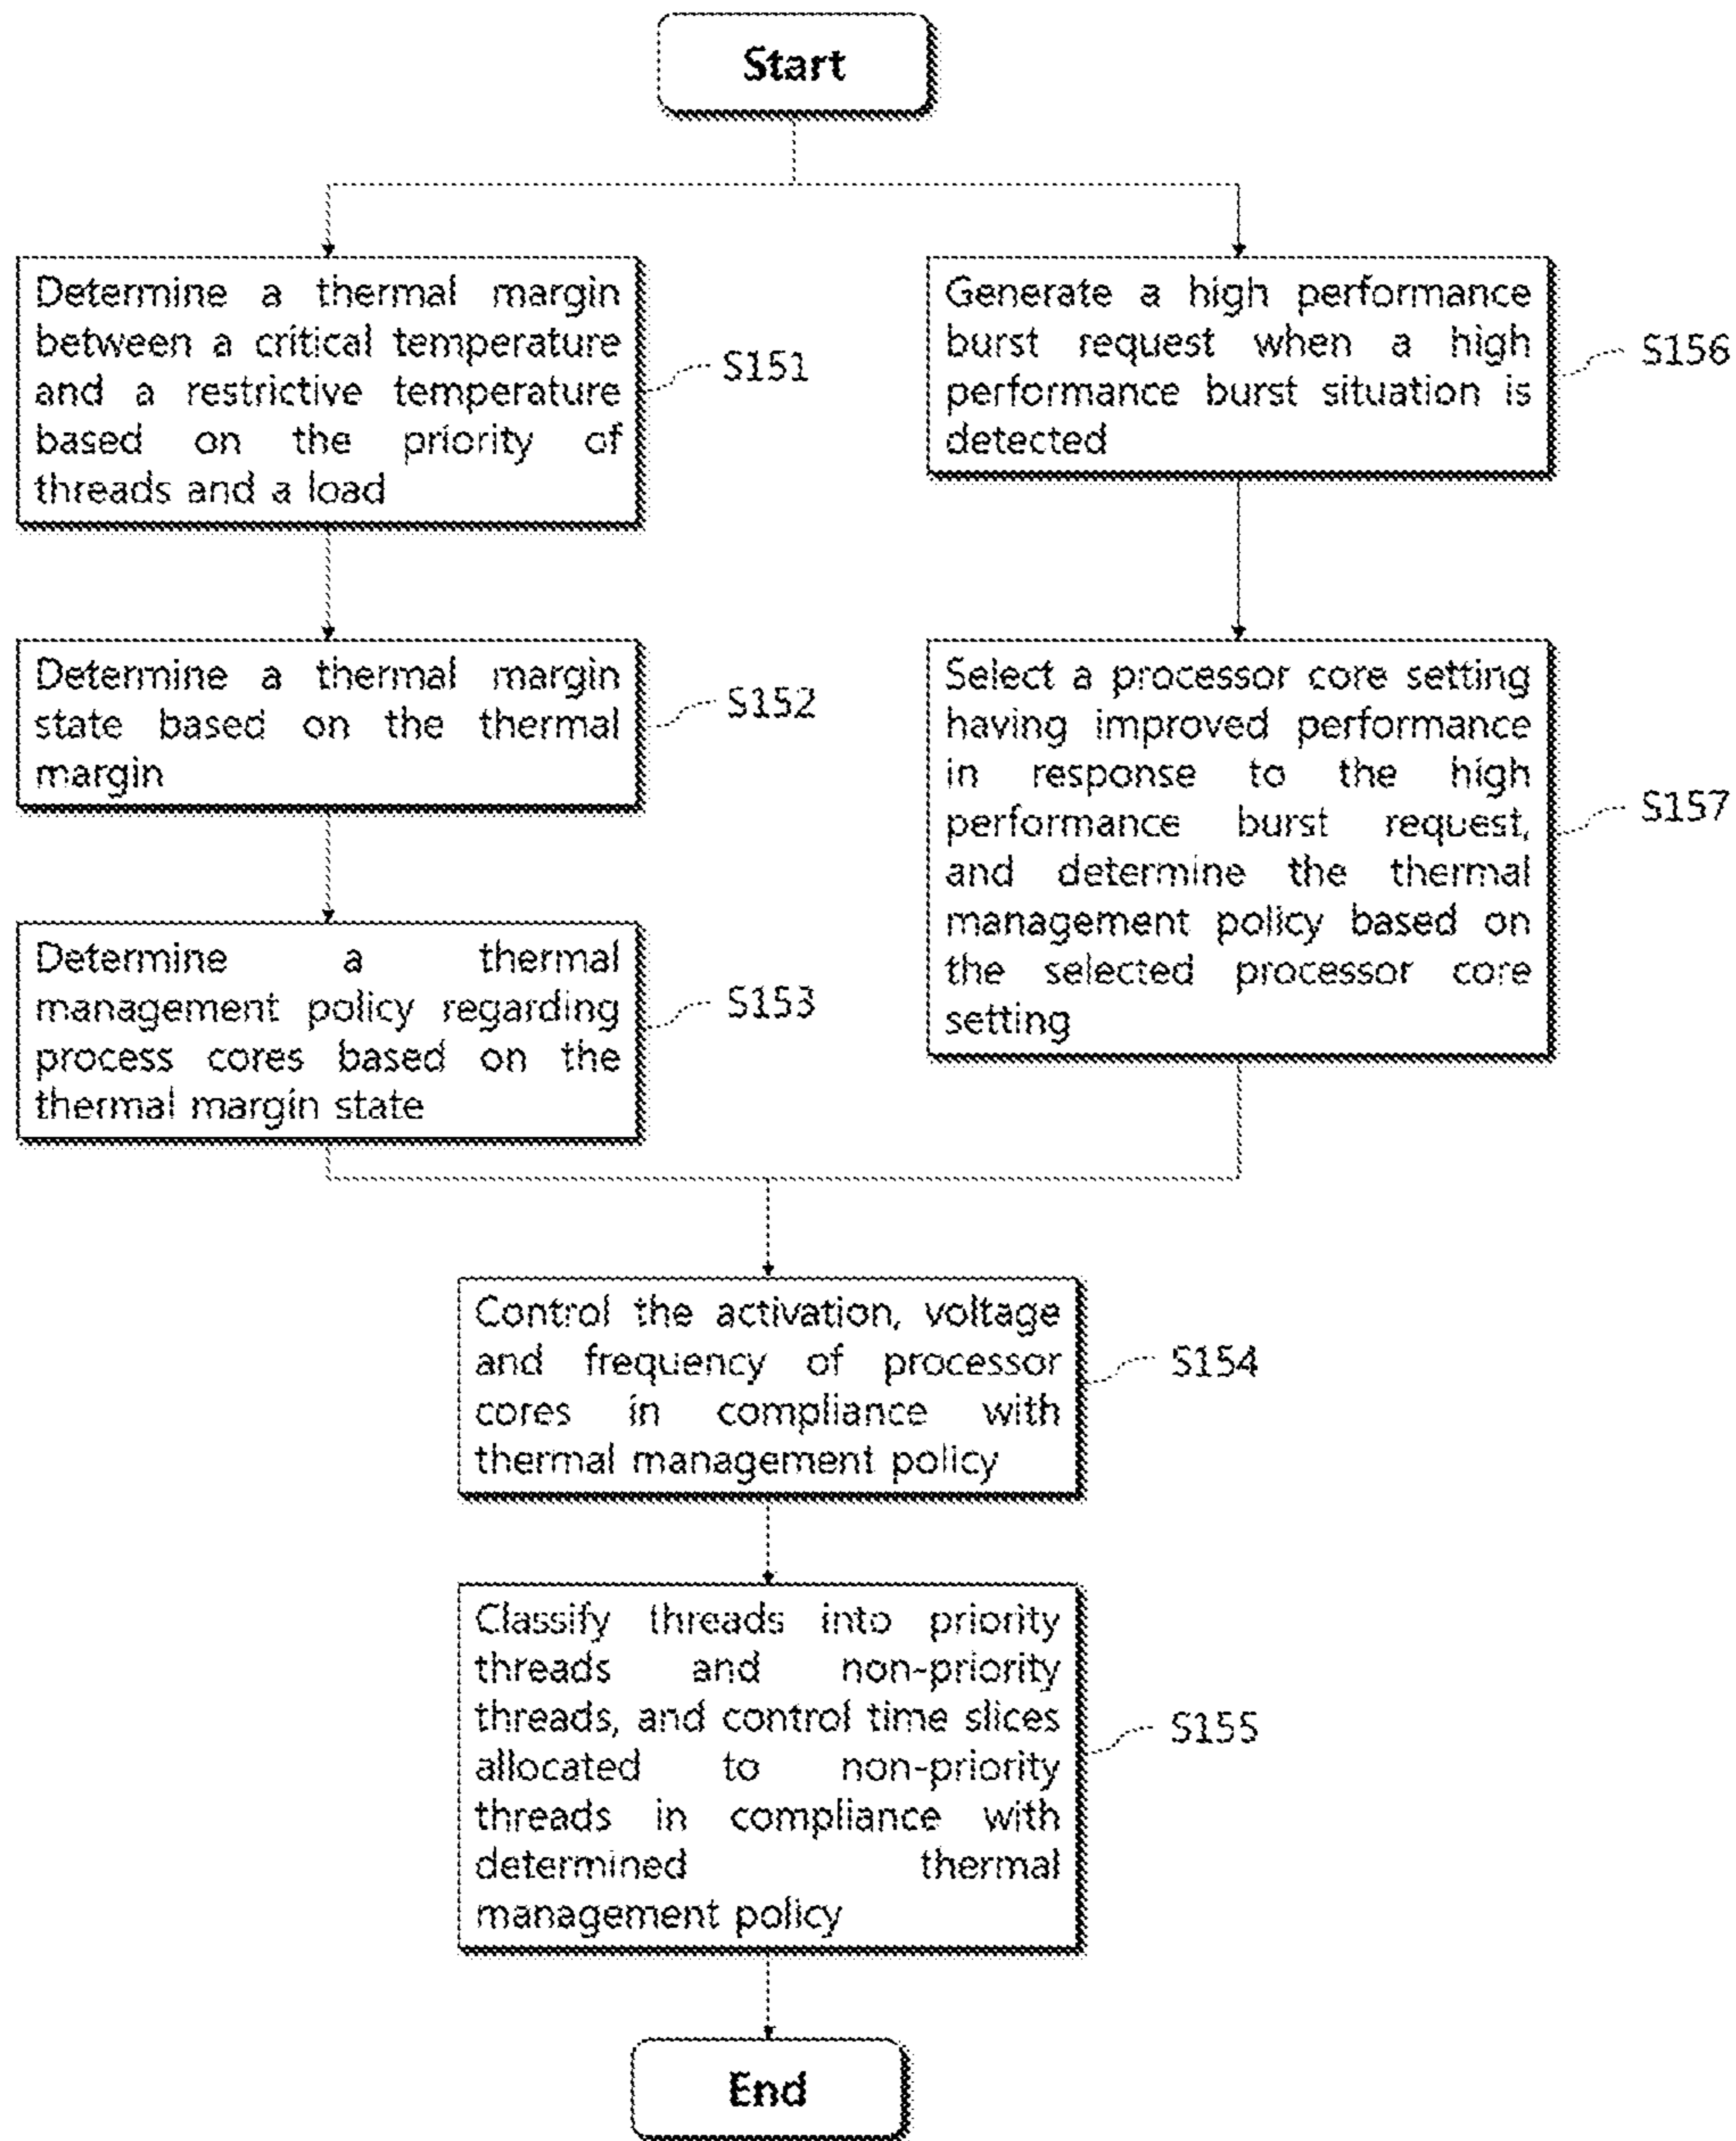 Start
Determine a thermal margin
between a critical temperature
and a restrictive temperature
based on the priority of
threads and a load
S151
Generate a high performance
burst request when a high
performance burst situation is
detected
S156
Determine a thermal margin
state based on the thermal
margin
S152
Select a processor core setting
having improved performance
in response to the high
performance burst request,
and determine the thermal
management policy based on
the selected processor core
setting
S157
Determine a thermal
management policy regarding
process cores based on the
thermal margin state
S153
Control the activation, voltage
and frequency of processor
cores in compliance with
thermal management policy
S154
Classify threads into priority
threads and non-priority
threads, and control time slices
allocated to non-priority
threads in compliance with
determined thermal
management policy
S155
End